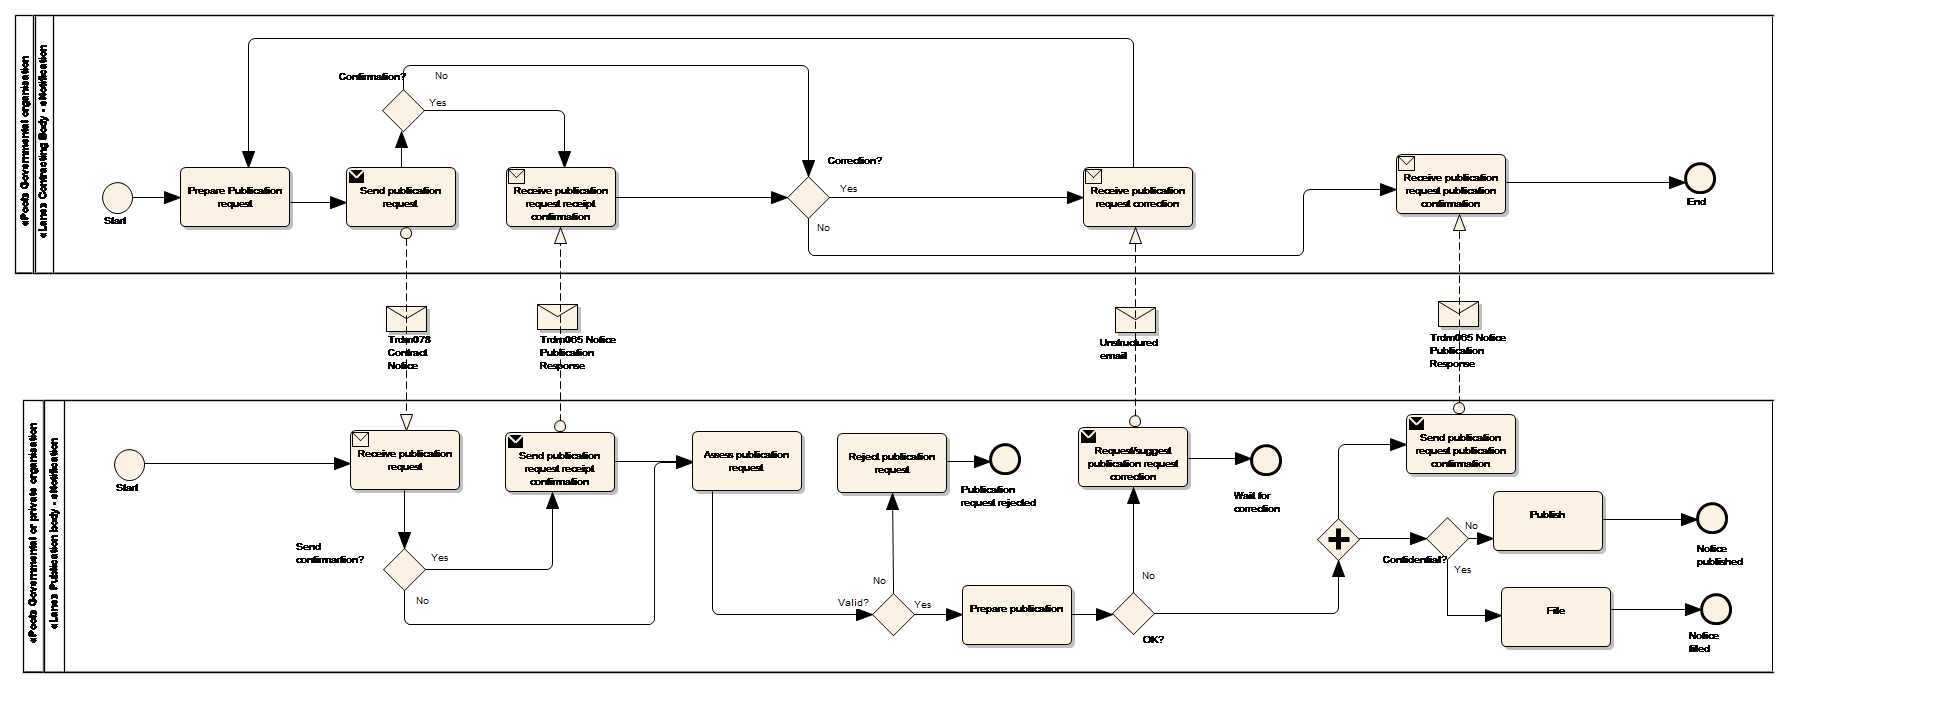 «Pool» Governmental organisation
«Lane» Contracting Body - eNotification
Confirmation?
No
Yes
Correction?
Start
Prepare Publication
request
Send publication
request
Receive publication
request receipt
confirmation
Yes
No
Receive publication
request correction
Receive publication
request publication
confirmation
End
Trdm078
Contract
Notice
Trdm065 Notice
Publication
Response
Unstructured
email
Trdm065 Notice
Publication
Response
«Pool» Governmental or private organisation
«Lane» Publication body - eNotification
Start
Receive publication
request
Send publication
request receipt
confirmation
Assess publication
request
Reject publication
request
Publication
request rejected
Request/suggest
publication request
correction
Wait for
correction
Send publication
request publication
confirmation
Send
confirmation?
Yes
No
Valid?
No
Yes
Prepare publication
No
OK?
Confidential?
No
Yes
Publish
Notice
published
File
Notice
filed